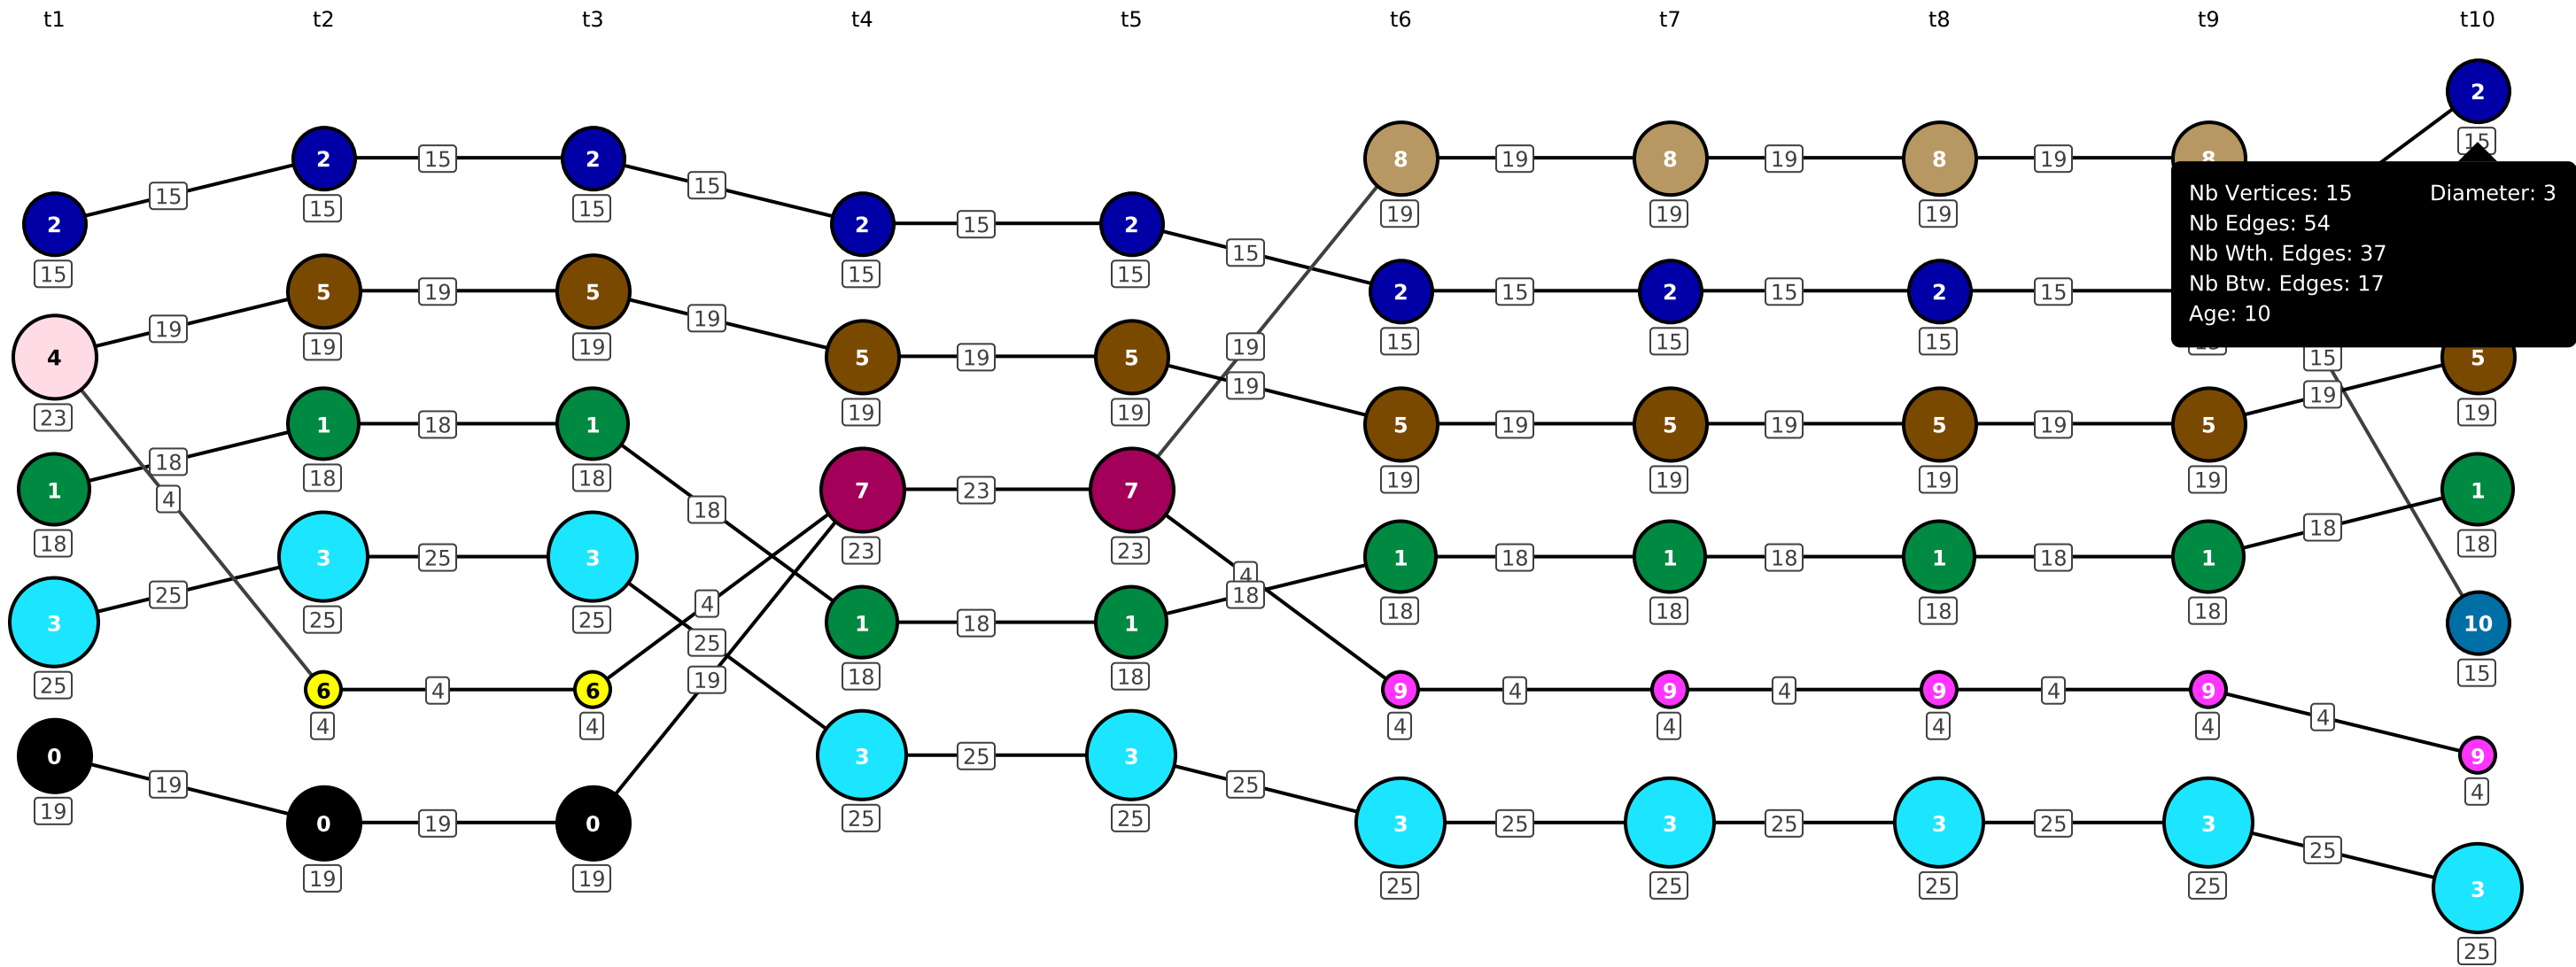 t1 t2 t3 t4 t5 t6 t7 t8 t9 t10
2
15
2 15 2 8 19 8 19 8 19 8
15
15 Nb Vertices: 15 Diameter: 3
15 15 19 19 19
2 2 15 2 Nb Edges: 54
15 Nb Wth. Edges: 37
15 15 15 Nb Btw. Edges: 17
5 19 5 2 15 2 15 2 15
19 Age: 10
19
19 19 19 15 15 15
4 5 19 5 15 5
19 19
23 19 19 19
1 18 1 5 19 5 19 5 19 5
18
18 18 19 19 19 19
1 7 23 7 1
4
18 18
18 23 23 18
3 25 3 1 18 1 18 1 18 1
4
25 4 18
25 25 18 18 18 18
3 1 18 1 10
25
25 19 18 18 15
6 4 6 9 4 9 4 9 4 9
4 4 4 4 4 4 4
0 3 25 3 9
19 25 4
19 25 25
0 19 0 3 25 3 25 3 25 3
25
19 19 25 25 25 25 3
25